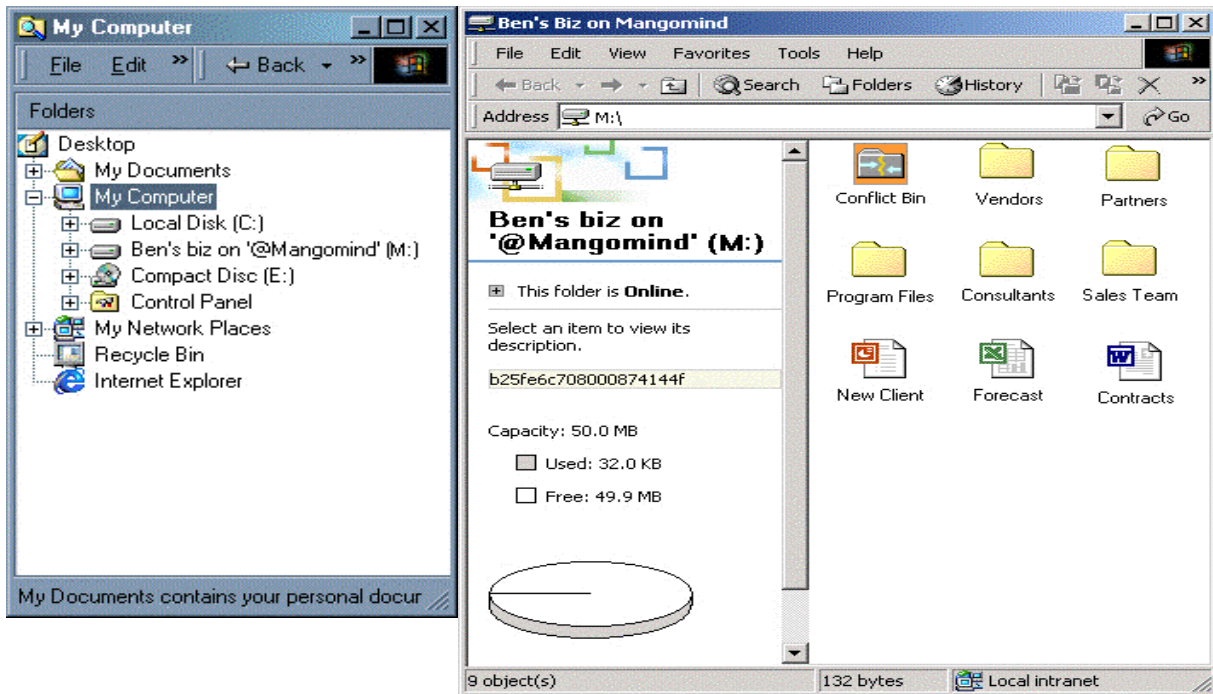 My Computer
File Edit » Back »
Folders
Desktop
My Documents
My Computer
Local Disk (C:)
Ben's biz on '@Mangomind' (M:)
Compact Disc (E:)
Control Panel
My Network Places
Recycle Bin
Internet Explorer
My Documents contains your personal docur
Ben's Biz on Mangomind
File Edit View Favorites Tools Help
Back Search Folders History »
Address M:\ Go
Ben's biz on
'@Mangomind' (M:)
This folder is Online.
Select an item to view its
description.
b25fe6c708000874144f
Capacity: 50.0 MB
Used: 32.0 KB
Free: 49.9 MB
Conflict Bin Vendors Partners
Program Files Consultants Sales Team
New Client Forecast Contracts
9 object(s) 132 bytes Local intranet